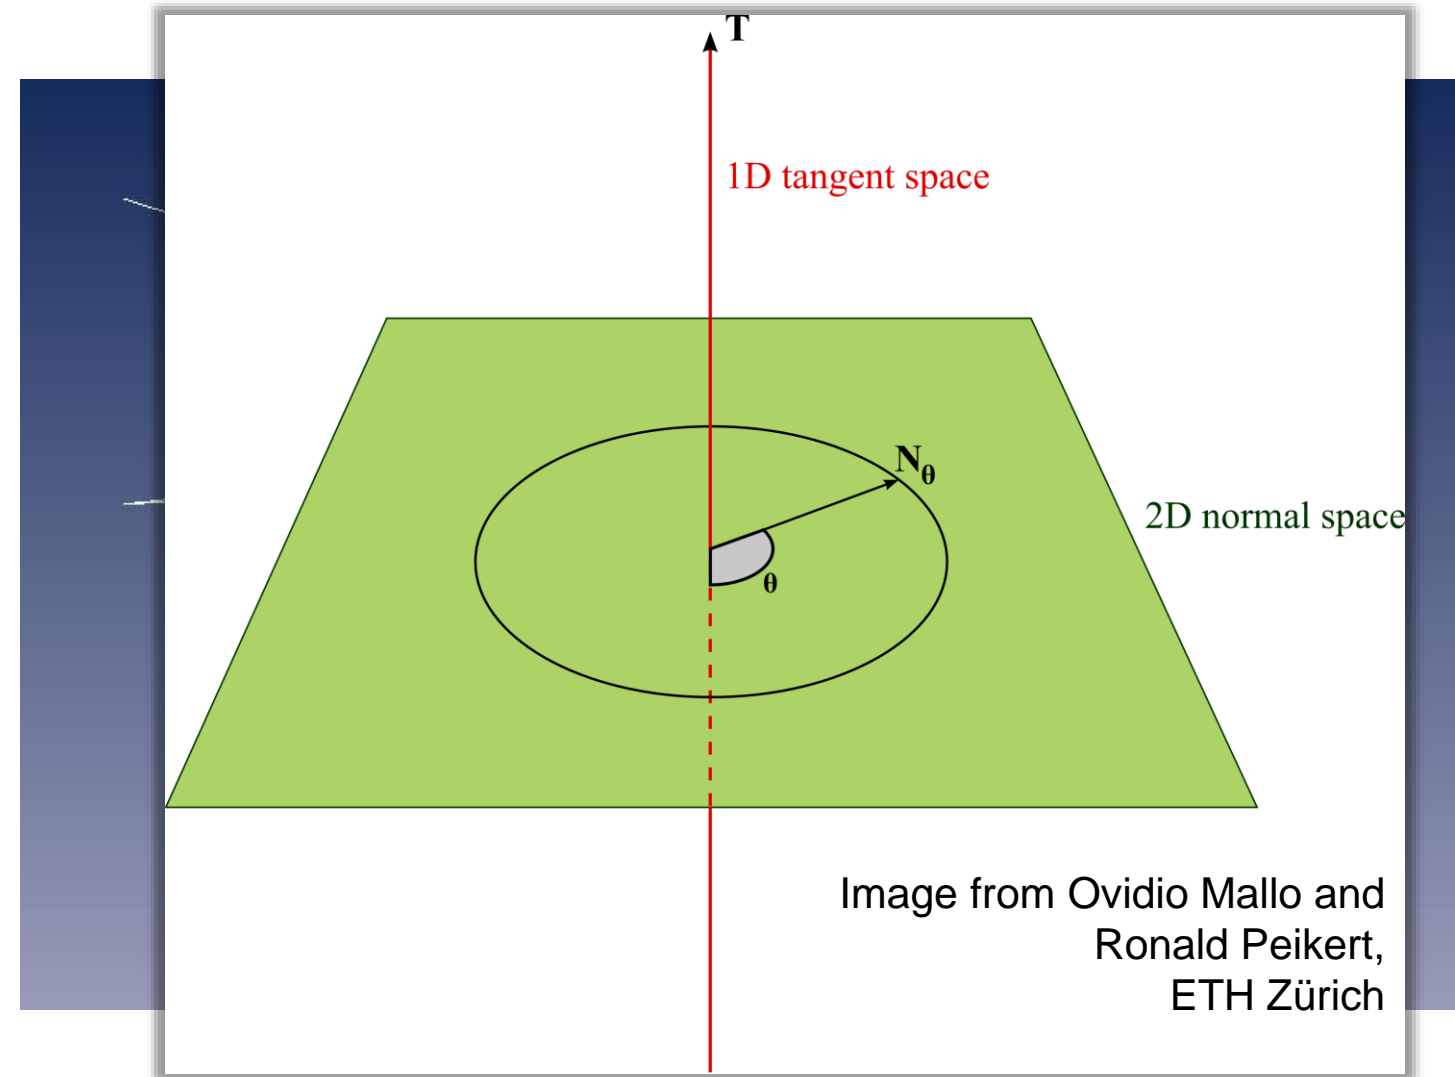 T
1D tangent space
Nθ
2D normal space
θ
Image from Ovidio Mallo and
Ronald Peikert,
ETH Zürich